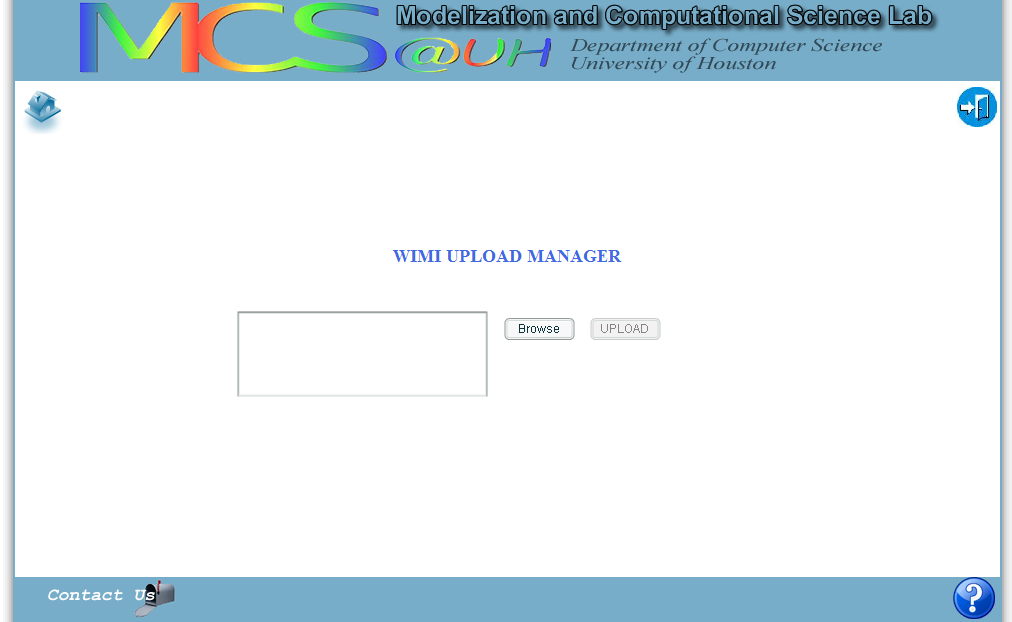 MCS
Modelization and Computational Science Lab
@UH
Department of Computer Science
University of Houston
WIMI UPLOAD MANAGER
Browse
UPLOAD
Contact Us
?